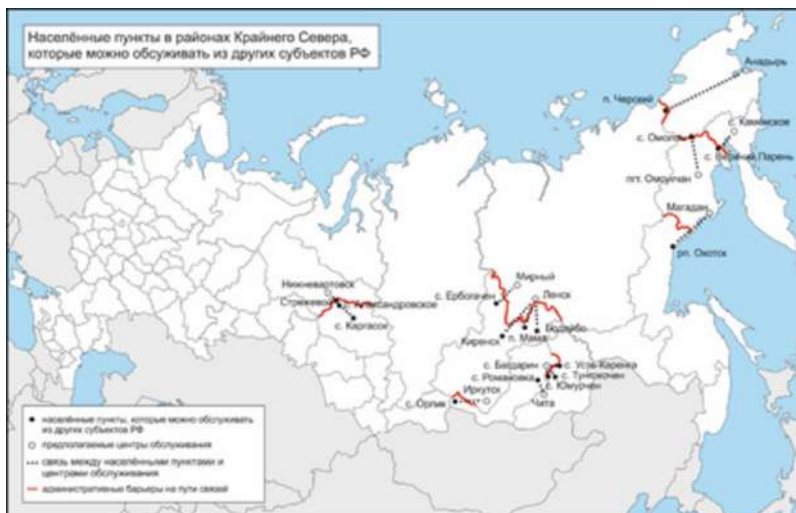 Населённые пункты в районах Крайнего Севера,
которые можно обсуживать из других субъектов РФ
Анадырь
п. Черский
с. Каменское
с. Омолон
с. Верхний Парень
пгт. Омсукчан
Магадан
рп. Охотск
Нижневартовск
Мирный
Стрежевой
Александровское
с. Ербогачен
Ленск
с. Каргасок
Киренск
п. Мама
Бодайбо
с. Багдарин
с. Усть-Каренга
с. Романовка
с. Тунгокочен
Иркутск
с. Юмурчен
с. Орлик
Чита
населённые пункты, которые можно обслуживать
из других субъектов РФ
предполагаемые центры обслуживания
связь между населёнными пунктами и
центрами обслуживания
административные барьеры на пути связей